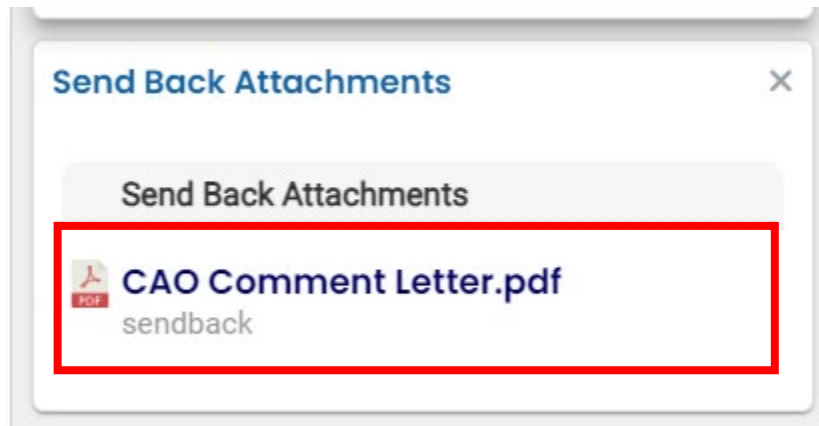 Send Back Attachments
Send Back Attachments
PDF
CAO Comment Letter.pdf
sendback